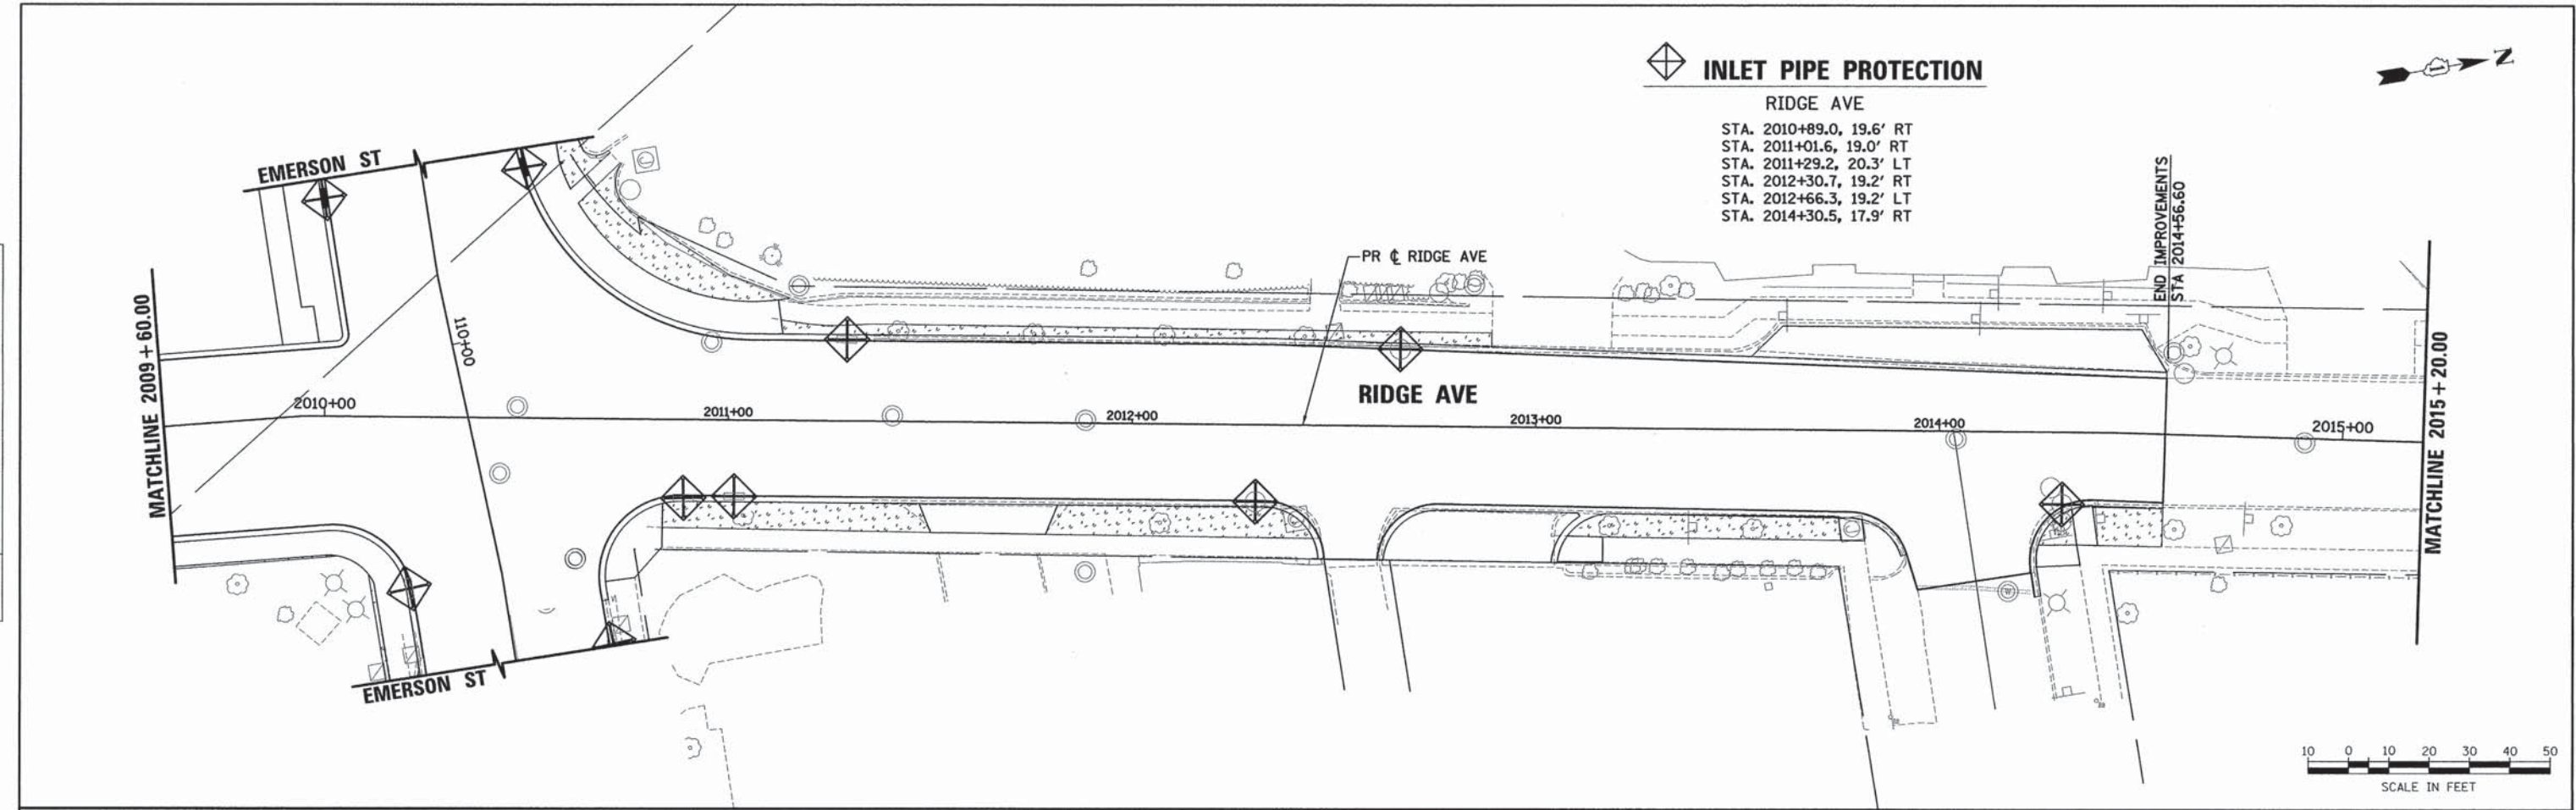 INLET PIPE PROTECTION
RIDGE AVE
STA. 2010+89.0, 19.6' RT
STA. 2011+01.6, 19.0' RT
STA. 2011+29.2, 20.3' LT
STA. 2012+30.7, 19.2' RT
STA. 2012+66.3, 19.2' LT
STA. 2014+30.5, 17.9' RT
N
EMERSON ST
END IMPROVEMENTS
STA 2014+56.60
PR ℄ RIDGE AVE
MATCHLINE 2009+60.00
110+00
RIDGE AVE
2010+00
2011+00
2012+00
2013+00
2014+00
2015+00
MATCHLINE 2015+20.00
EMERSON ST
10 0 10 20 30 40 50
SCALE IN FEET